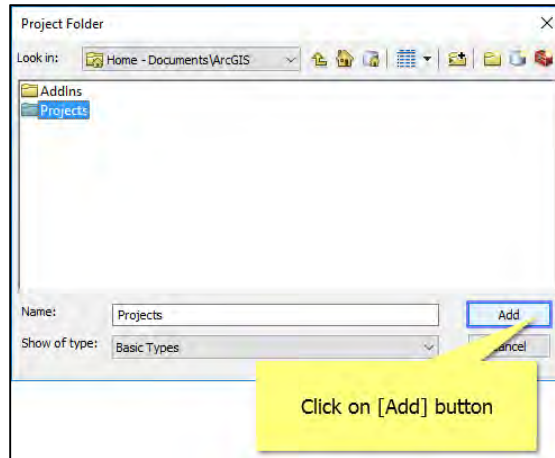 Project Folder
Look in: Home - Documents\ArcGIS
AddIns
Projects
Name: Projects Add
Show of type: Basic Types Cancel
Click on [Add] button